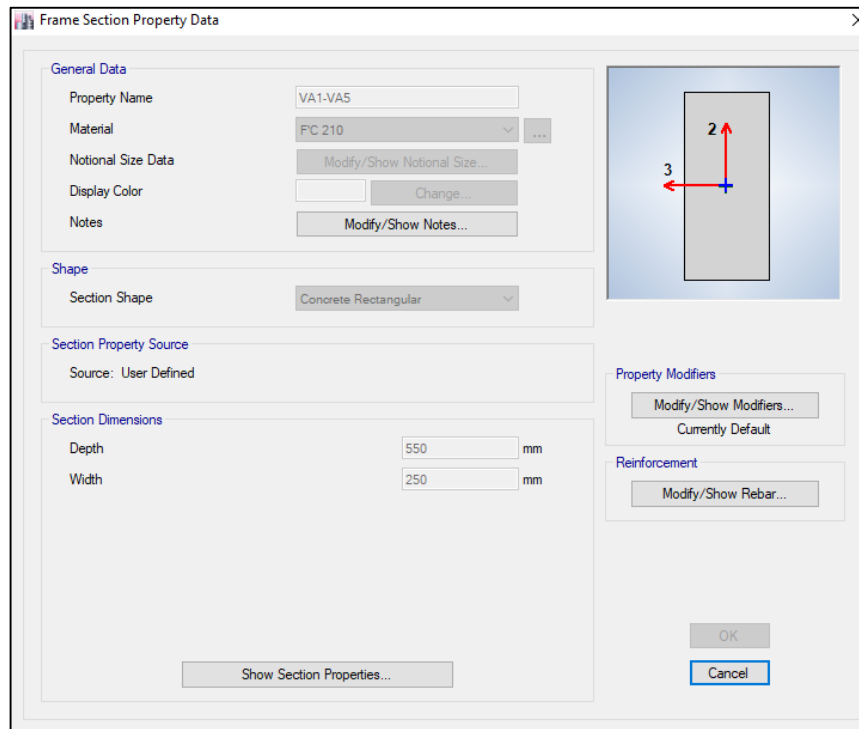 Frame Section Property Data
General Data
Property Name VA1-VA5
Material F'C 210 ...
Notional Size Data Modify/Show Notional Size...
Display Color Change...
Notes Modify/Show Notes...
Shape
Section Shape Concrete Rectangular
Section Property Source
Source: User Defined
Section Dimensions
Depth 550 mm
Width 250 mm
Show Section Properties...
2
3
Property Modifiers
Modify/Show Modifiers...
Currently Default
Reinforcement
Modify/Show Rebar...
OK
Cancel